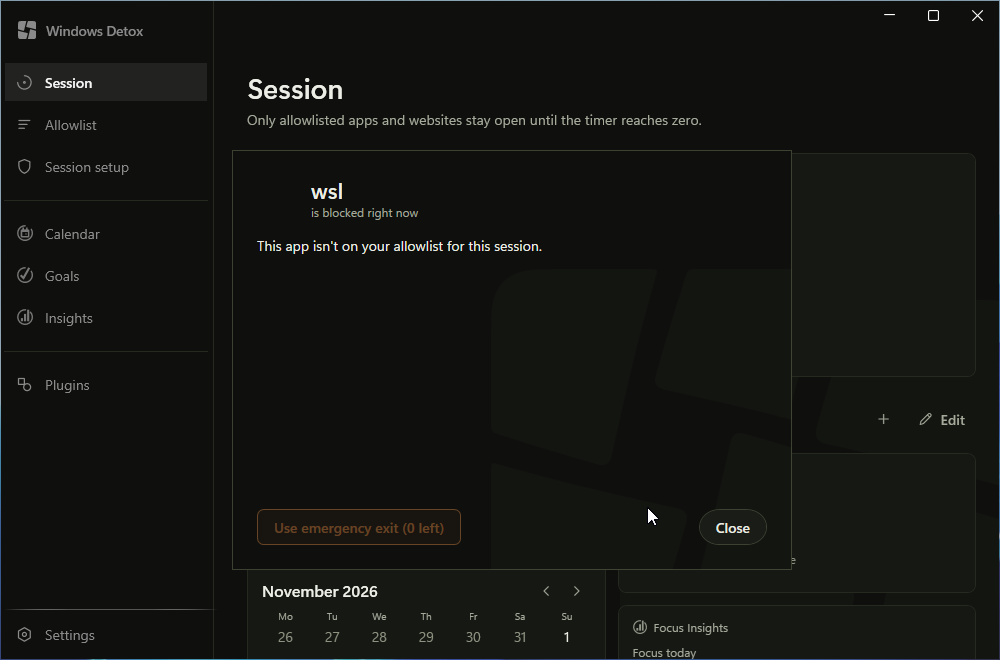 Windows Detox
Session
Allowlist
Session setup
Calendar
Goals
Insights
Plugins
Settings
Session
Only allowlisted apps and websites stay open until the timer reaches zero.
wsl
is blocked right now
This app isn't on your allowlist for this session.
Use emergency exit (0 left)
Close
Edit
November 2026
Mo Tu We Th Fr Sa Su
26 27 28 29 30 31 1
Focus Insights
Focus today